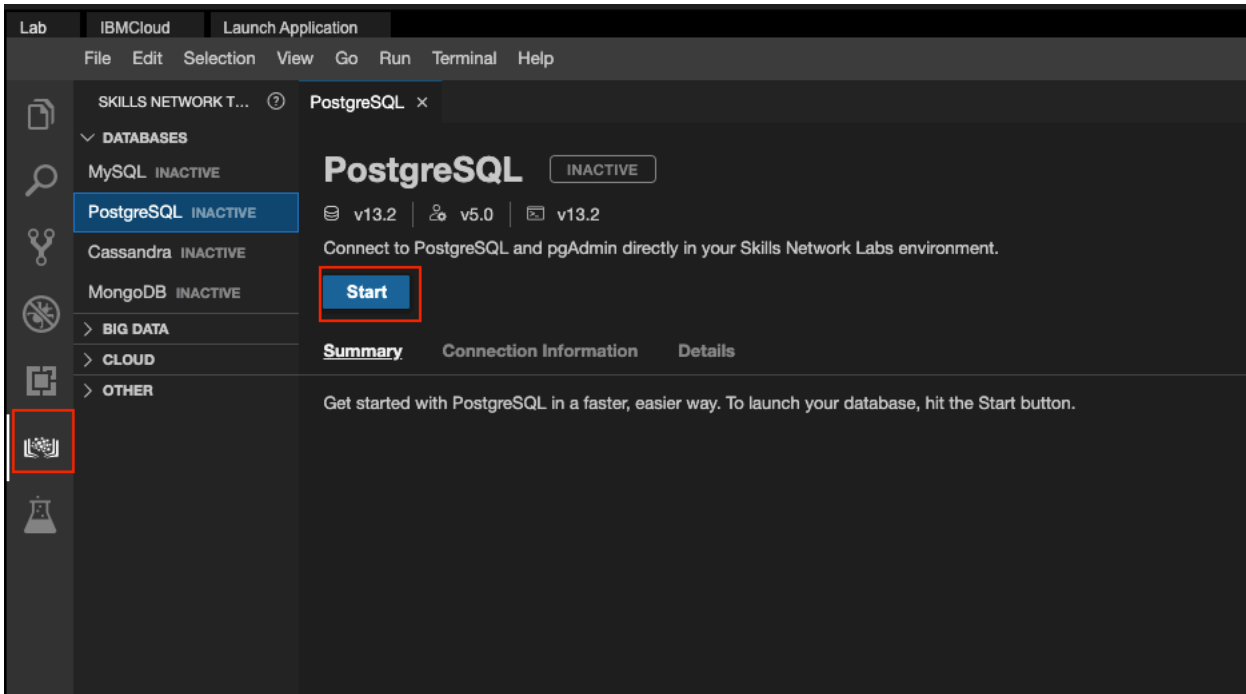 Lab IBMCloud Launch Application
File Edit Selection View Go Run Terminal Help
SKILLS NETWORK T...
DATABASES
MySQL INACTIVE
PostgreSQL INACTIVE
Cassandra INACTIVE
MongoDB INACTIVE
BIG DATA
CLOUD
OTHER
PostgreSQL ×
PostgreSQL INACTIVE
v13.2 v5.0 v13.2
Connect to PostgreSQL and pgAdmin directly in your Skills Network Labs environment.
Start
Summary Connection Information Details
Get started with PostgreSQL in a faster, easier way. To launch your database, hit the Start button.